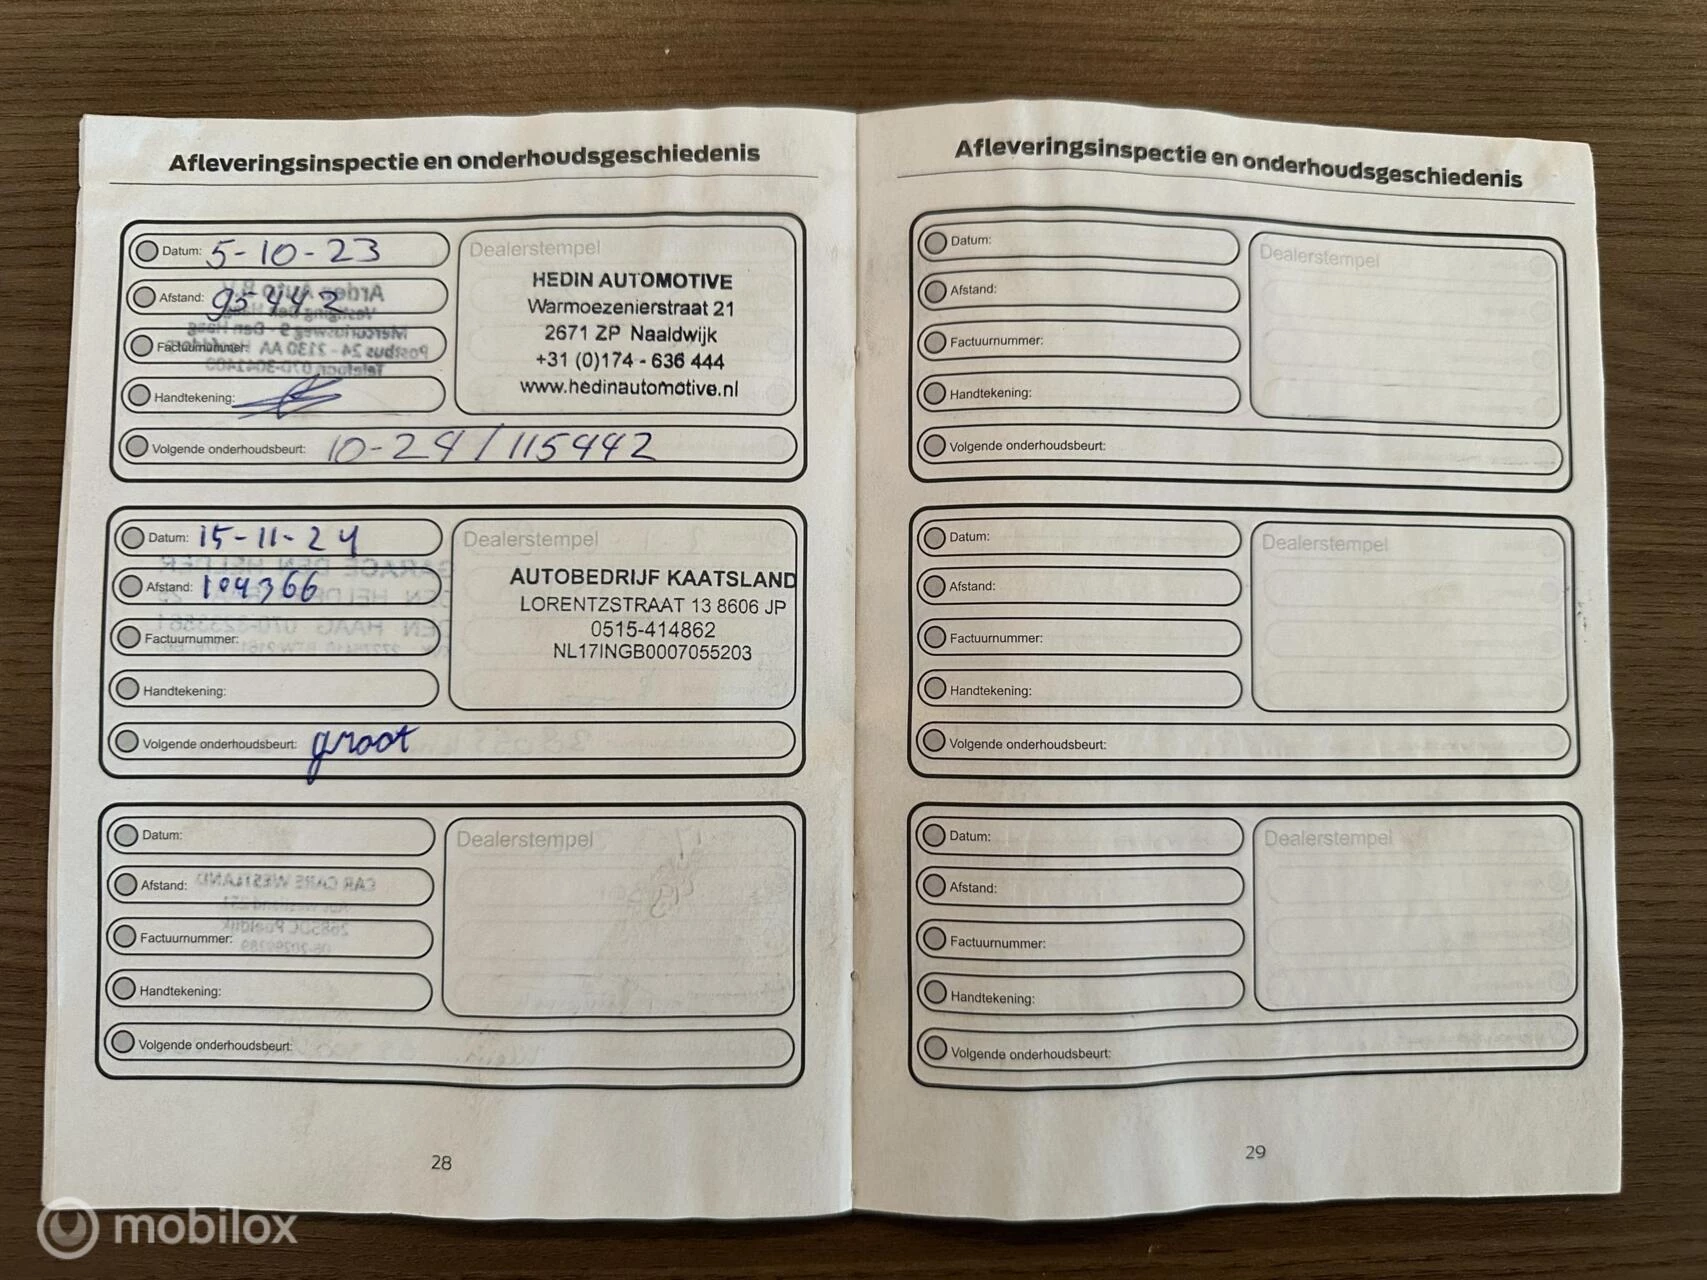 Afleveringsinspectie en onderhoudsgeschiedenis
Datum: 5-10-23
Afstand: 95442
Factuurnummer:
Handtekening:
Volgende onderhoudsbeurt: 10-24 / 115442
Dealerstempel
HEDIN AUTOMOTIVE
Warmoezenierstraat 21
2671 ZP Naaldwijk
+31 (0)174 - 636 444
www.hedinautomotive.nl
Datum: 15-11-24
Afstand: 104366
Factuurnummer:
Handtekening:
Volgende onderhoudsbeurt: groot
Dealerstempel
AUTOBEDRIJF KAATSLAND
LORENTZSTRAAT 13 8606 JP
0515-414862
NL17INGB0007055203
Datum:
Afstand:
Factuurnummer:
Handtekening:
Volgende onderhoudsbeurt:
Dealerstempel
28
Afleveringsinspectie en onderhoudsgeschiedenis
Datum:
Afstand:
Factuurnummer:
Handtekening:
Volgende onderhoudsbeurt:
Dealerstempel
Datum:
Afstand:
Factuurnummer:
Handtekening:
Volgende onderhoudsbeurt:
Dealerstempel
Datum:
Afstand:
Factuurnummer:
Handtekening:
Volgende onderhoudsbeurt:
Dealerstempel
29
mobilox